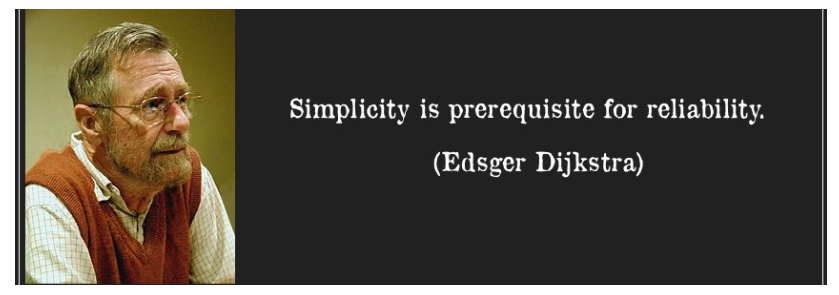 Simplicity is prerequisite for reliability.
(Edsger Dijkstra)